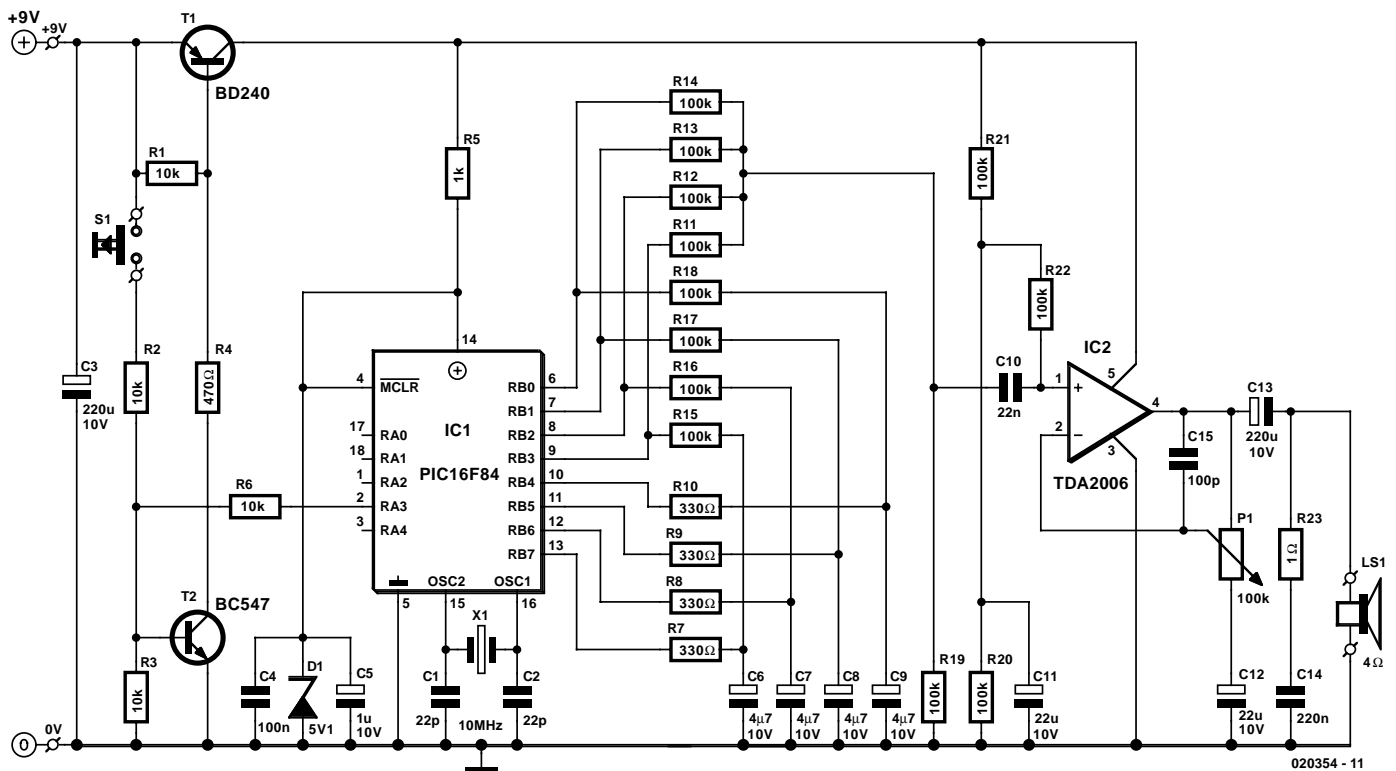 +9V
+9V
T1
BD240
R1
10k
S1
R2
10k
R4
470Ω
C3
220u
10V
R6
10k
T2
BC547
R3
10k
0
0V
C4
100n
D1
5V1
C5
1u
10V
R5
1k
14
4
MCLR
17
RA0
18
RA1
1
RA2
2
RA3
3
RA4
IC1
PIC16F84
RB0
6
RB1
7
RB2
8
RB3
9
RB4
10
RB5
11
RB6
12
RB7
13
OSC2
OSC1
5
15
16
X1
C1
22p
10MHz
C2
22p
R14
100k
R13
100k
R12
100k
R11
100k
R18
100k
R17
100k
R16
100k
R15
100k
R10
330Ω
R9
330Ω
R8
330Ω
R7
330Ω
C6
4µ7
10V
C7
4µ7
10V
C8
4µ7
10V
C9
4µ7
10V
R19
100k
R20
100k
C11
22u
10V
R21
100k
R22
100k
C10
22n
IC2
1
2
5
3
4
TDA2006
C15
100p
C13
220u
10V
P1
100k
R23
1Ω
LS1
4Ω
C12
22u
10V
C14
220n
020354 - 11